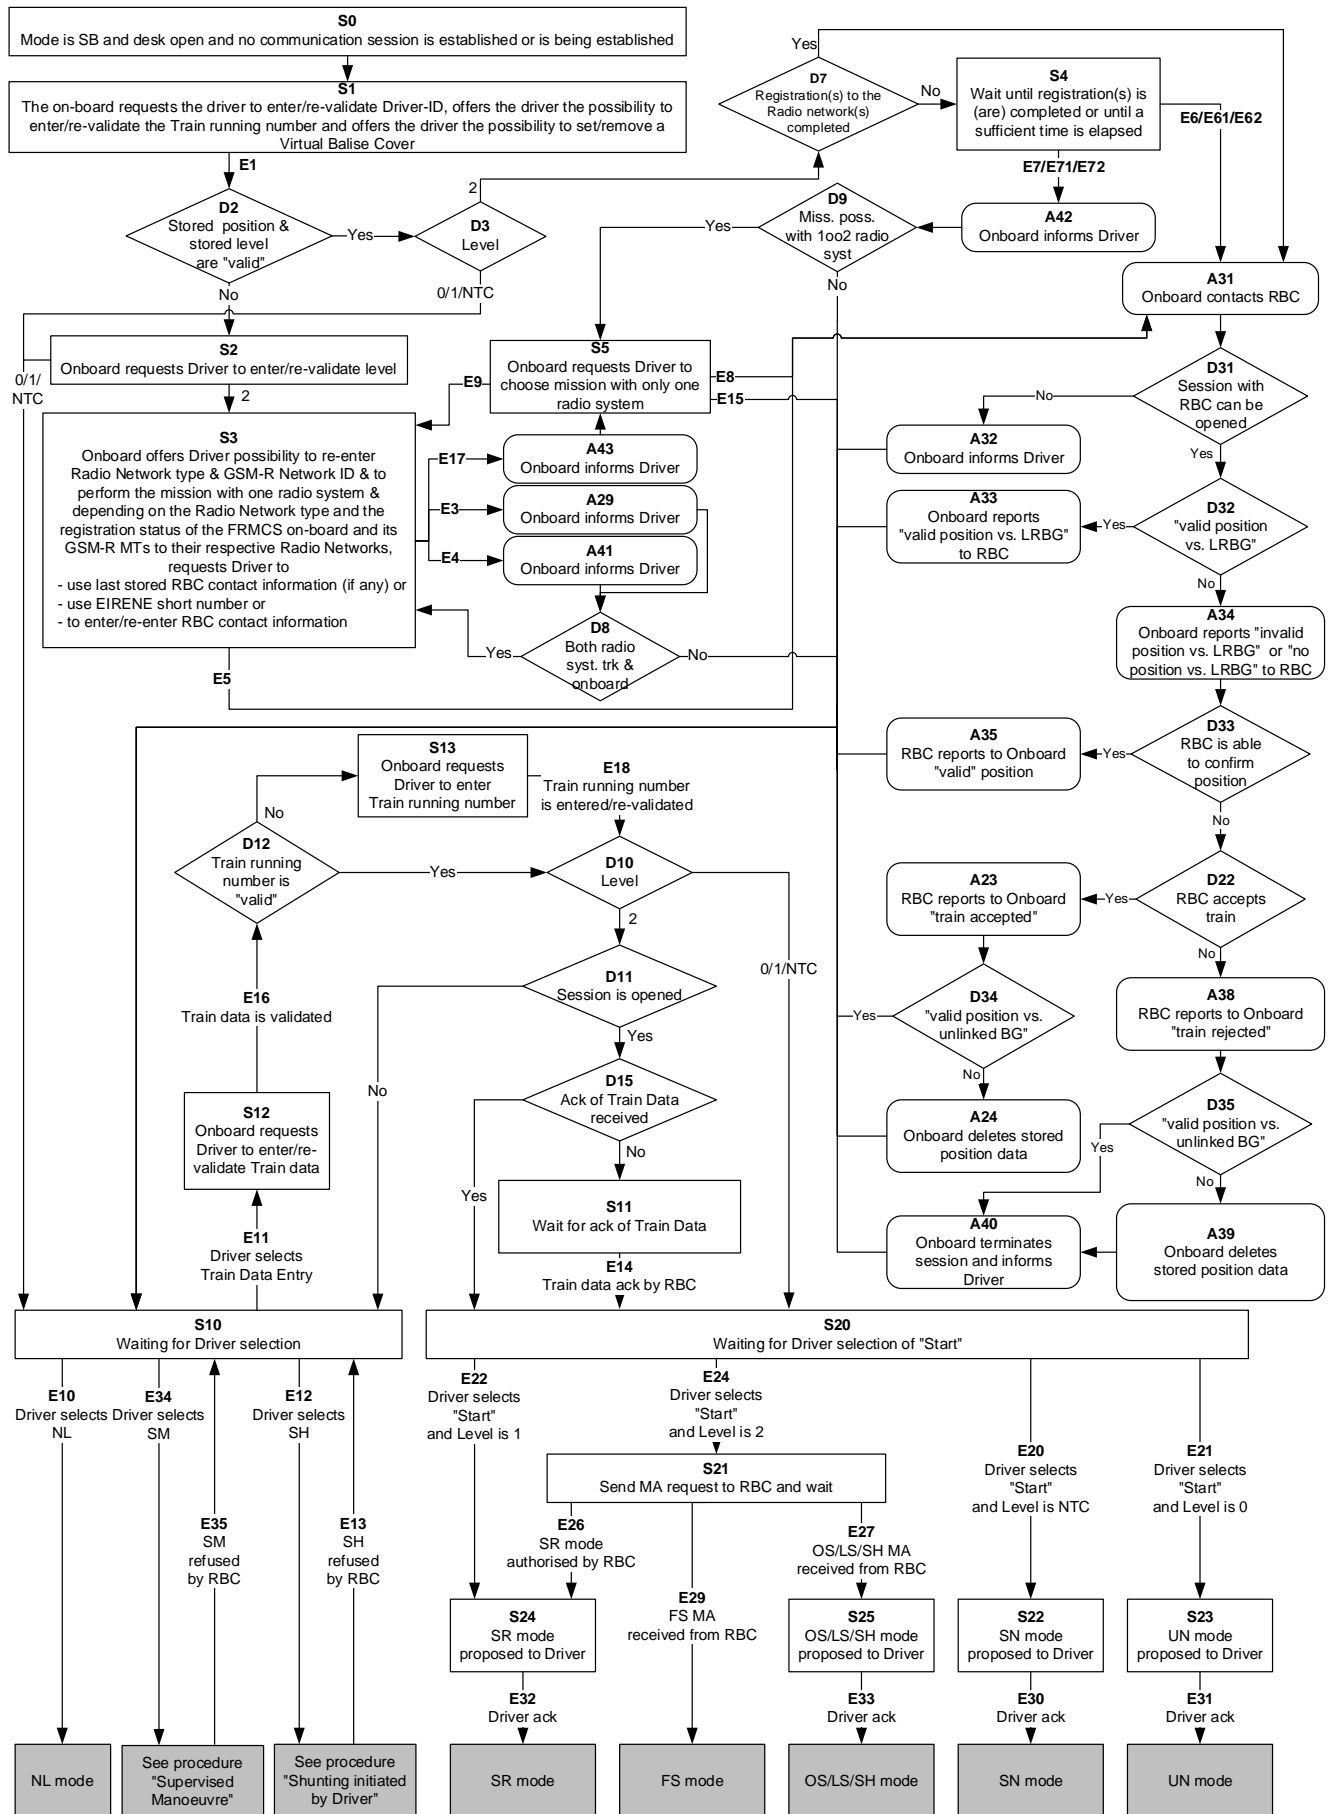 S0
Mode is SB and desk open and no communication session is established or is being established
S1
The on-board requests the driver to enter/re-validate Driver-ID, offers the driver the possibility to
enter/re-validate the Train running number and offers the driver the possibility to set/remove a
Virtual Balise Cover
E1
D2
Stored position &
stored level
are "valid"
Yes
D3
Level
2
0/1/NTC
No
D7
Registration(s) to the
Radio network(s)
completed
Yes
No
S4
Wait until registration(s) is
(are) completed or until a
sufficient time is elapsed
E6/E61/E62
E7/E71/E72
A42
Onboard informs Driver
D9
Miss. poss.
with 1oo2 radio
syst
Yes
No
A31
Onboard contacts RBC
S2
Onboard requests Driver to enter/re-validate level
0/1/
NTC
2
S5
Onboard requests Driver to
choose mission with only one
radio system
E8
E15
E9
S3
Onboard offers Driver possibility to re-enter
Radio Network type & GSM-R Network ID & to
perform the mission with one radio system &
depending on the Radio Network type and the
registration status of the FRMCS on-board and its
GSM-R MTs to their respective Radio Networks,
requests Driver to
- use last stored RBC contact information (if any) or
- use EIRENE short number or
- to enter/re-enter RBC contact information
E17
E3
E4
E5
A43
Onboard informs Driver
A29
Onboard informs Driver
A41
Onboard informs Driver
D8
Both radio
syst. trk &
onboard
Yes
No
D31
Session with
RBC can be
opened
No
Yes
A32
Onboard informs Driver
A33
Onboard reports
"valid position vs. LRBG"
to RBC
D32
"valid position
vs. LRBG"
Yes
No
A34
Onboard reports "invalid
position vs. LRBG" or "no
position vs. LRBG" to RBC
D33
RBC is able
to confirm
position
Yes
No
A35
RBC reports to Onboard
"valid" position
D22
RBC accepts
train
Yes
No
A23
RBC reports to Onboard
"train accepted"
D34
"valid position vs.
unlinked BG"
Yes
No
A24
Onboard deletes stored
position data
A38
RBC reports to Onboard
"train rejected"
D35
"valid position vs.
unlinked BG"
Yes
No
A39
Onboard deletes
stored position data
A40
Onboard terminates
session and informs
Driver
S13
Onboard requests
Driver to enter
Train running number
E18
Train running number
is entered/re-validated
No
D12
Train running
number is
"valid"
Yes
D10
Level
2
0/1/NTC
E16
Train data is validated
D11
Session is opened
Yes
No
D15
Ack of Train Data
received
Yes
No
S12
Onboard requests
Driver to enter/re-
validate Train data
E11
Driver selects
Train Data Entry
S11
Wait for ack of Train Data
E14
Train data ack by RBC
S10
Waiting for Driver selection
S20
Waiting for Driver selection of "Start"
E10
Driver selects
NL
E34
Driver selects
SM
E35
SM
refused
by RBC
E12
Driver selects
SH
E13
SH
refused
by RBC
E22
Driver selects
"Start"
and Level is 1
E24
Driver selects
"Start"
and Level is 2
E20
Driver selects
"Start"
and Level is NTC
E21
Driver selects
"Start"
and Level is 0
S21
Send MA request to RBC and wait
E26
SR mode
authorised by RBC
E29
FS MA
received from RBC
E27
OS/LS/SH MA
received from RBC
S24
SR mode
proposed to Driver
S25
OS/LS/SH mode
proposed to Driver
S22
SN mode
proposed to Driver
S23
UN mode
proposed to Driver
E32
Driver ack
E33
Driver ack
E30
Driver ack
E31
Driver ack
NL mode
See procedure
"Supervised
Manoeuvre"
See procedure
"Shunting initiated
by Driver"
SR mode
FS mode
OS/LS/SH mode
SN mode
UN mode